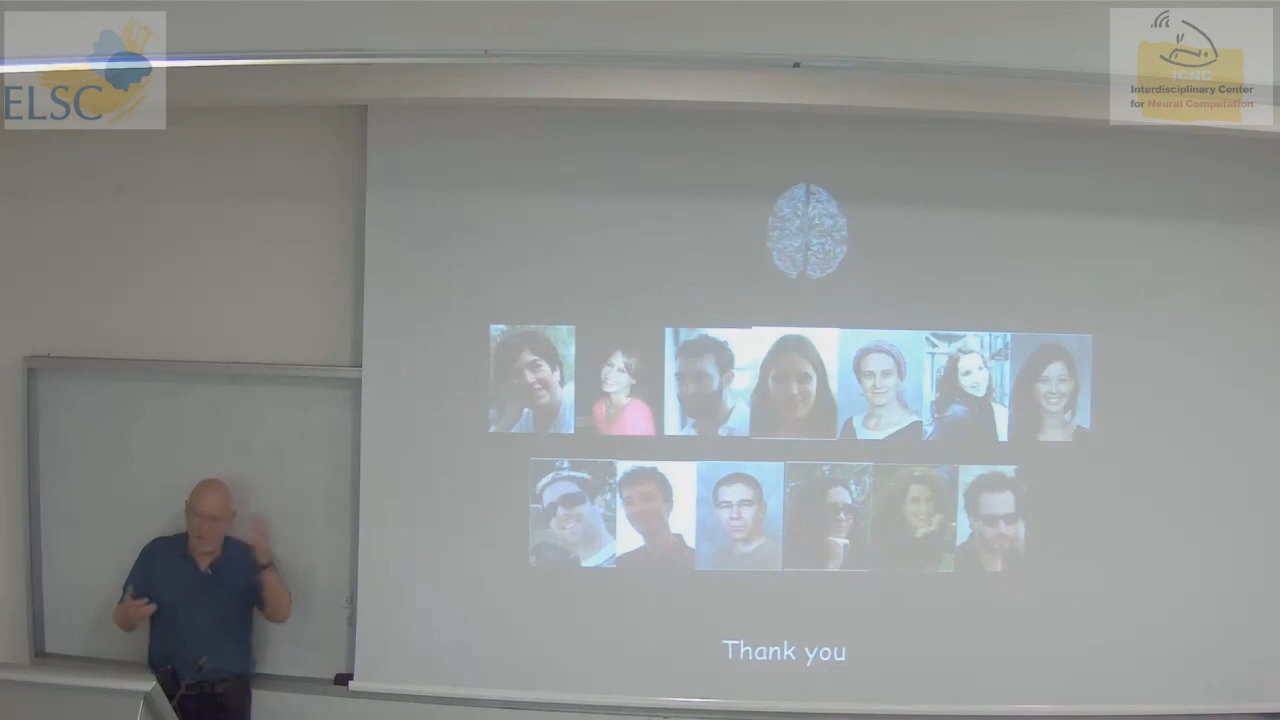 ELSC
ICNC
Interdisciplinary Center
for Neural Computation
Thank you